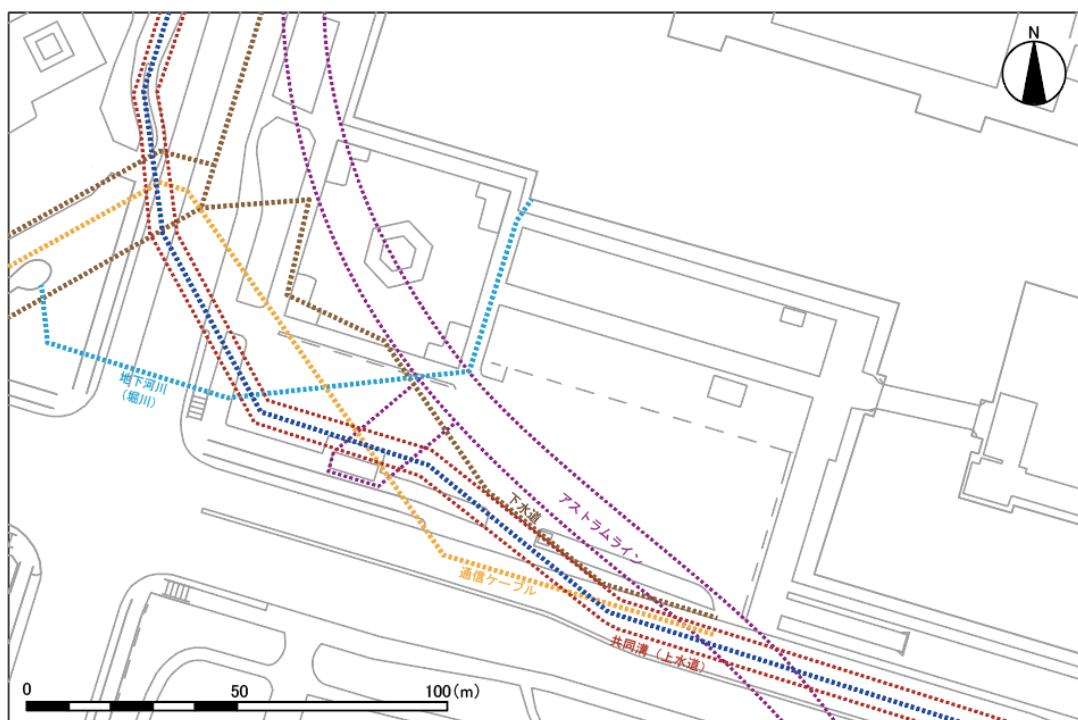 N
地下河川
(堀川)
下水道
アストラムライン
通信ケーブル
共同溝(上水道)
0 50 100(m)